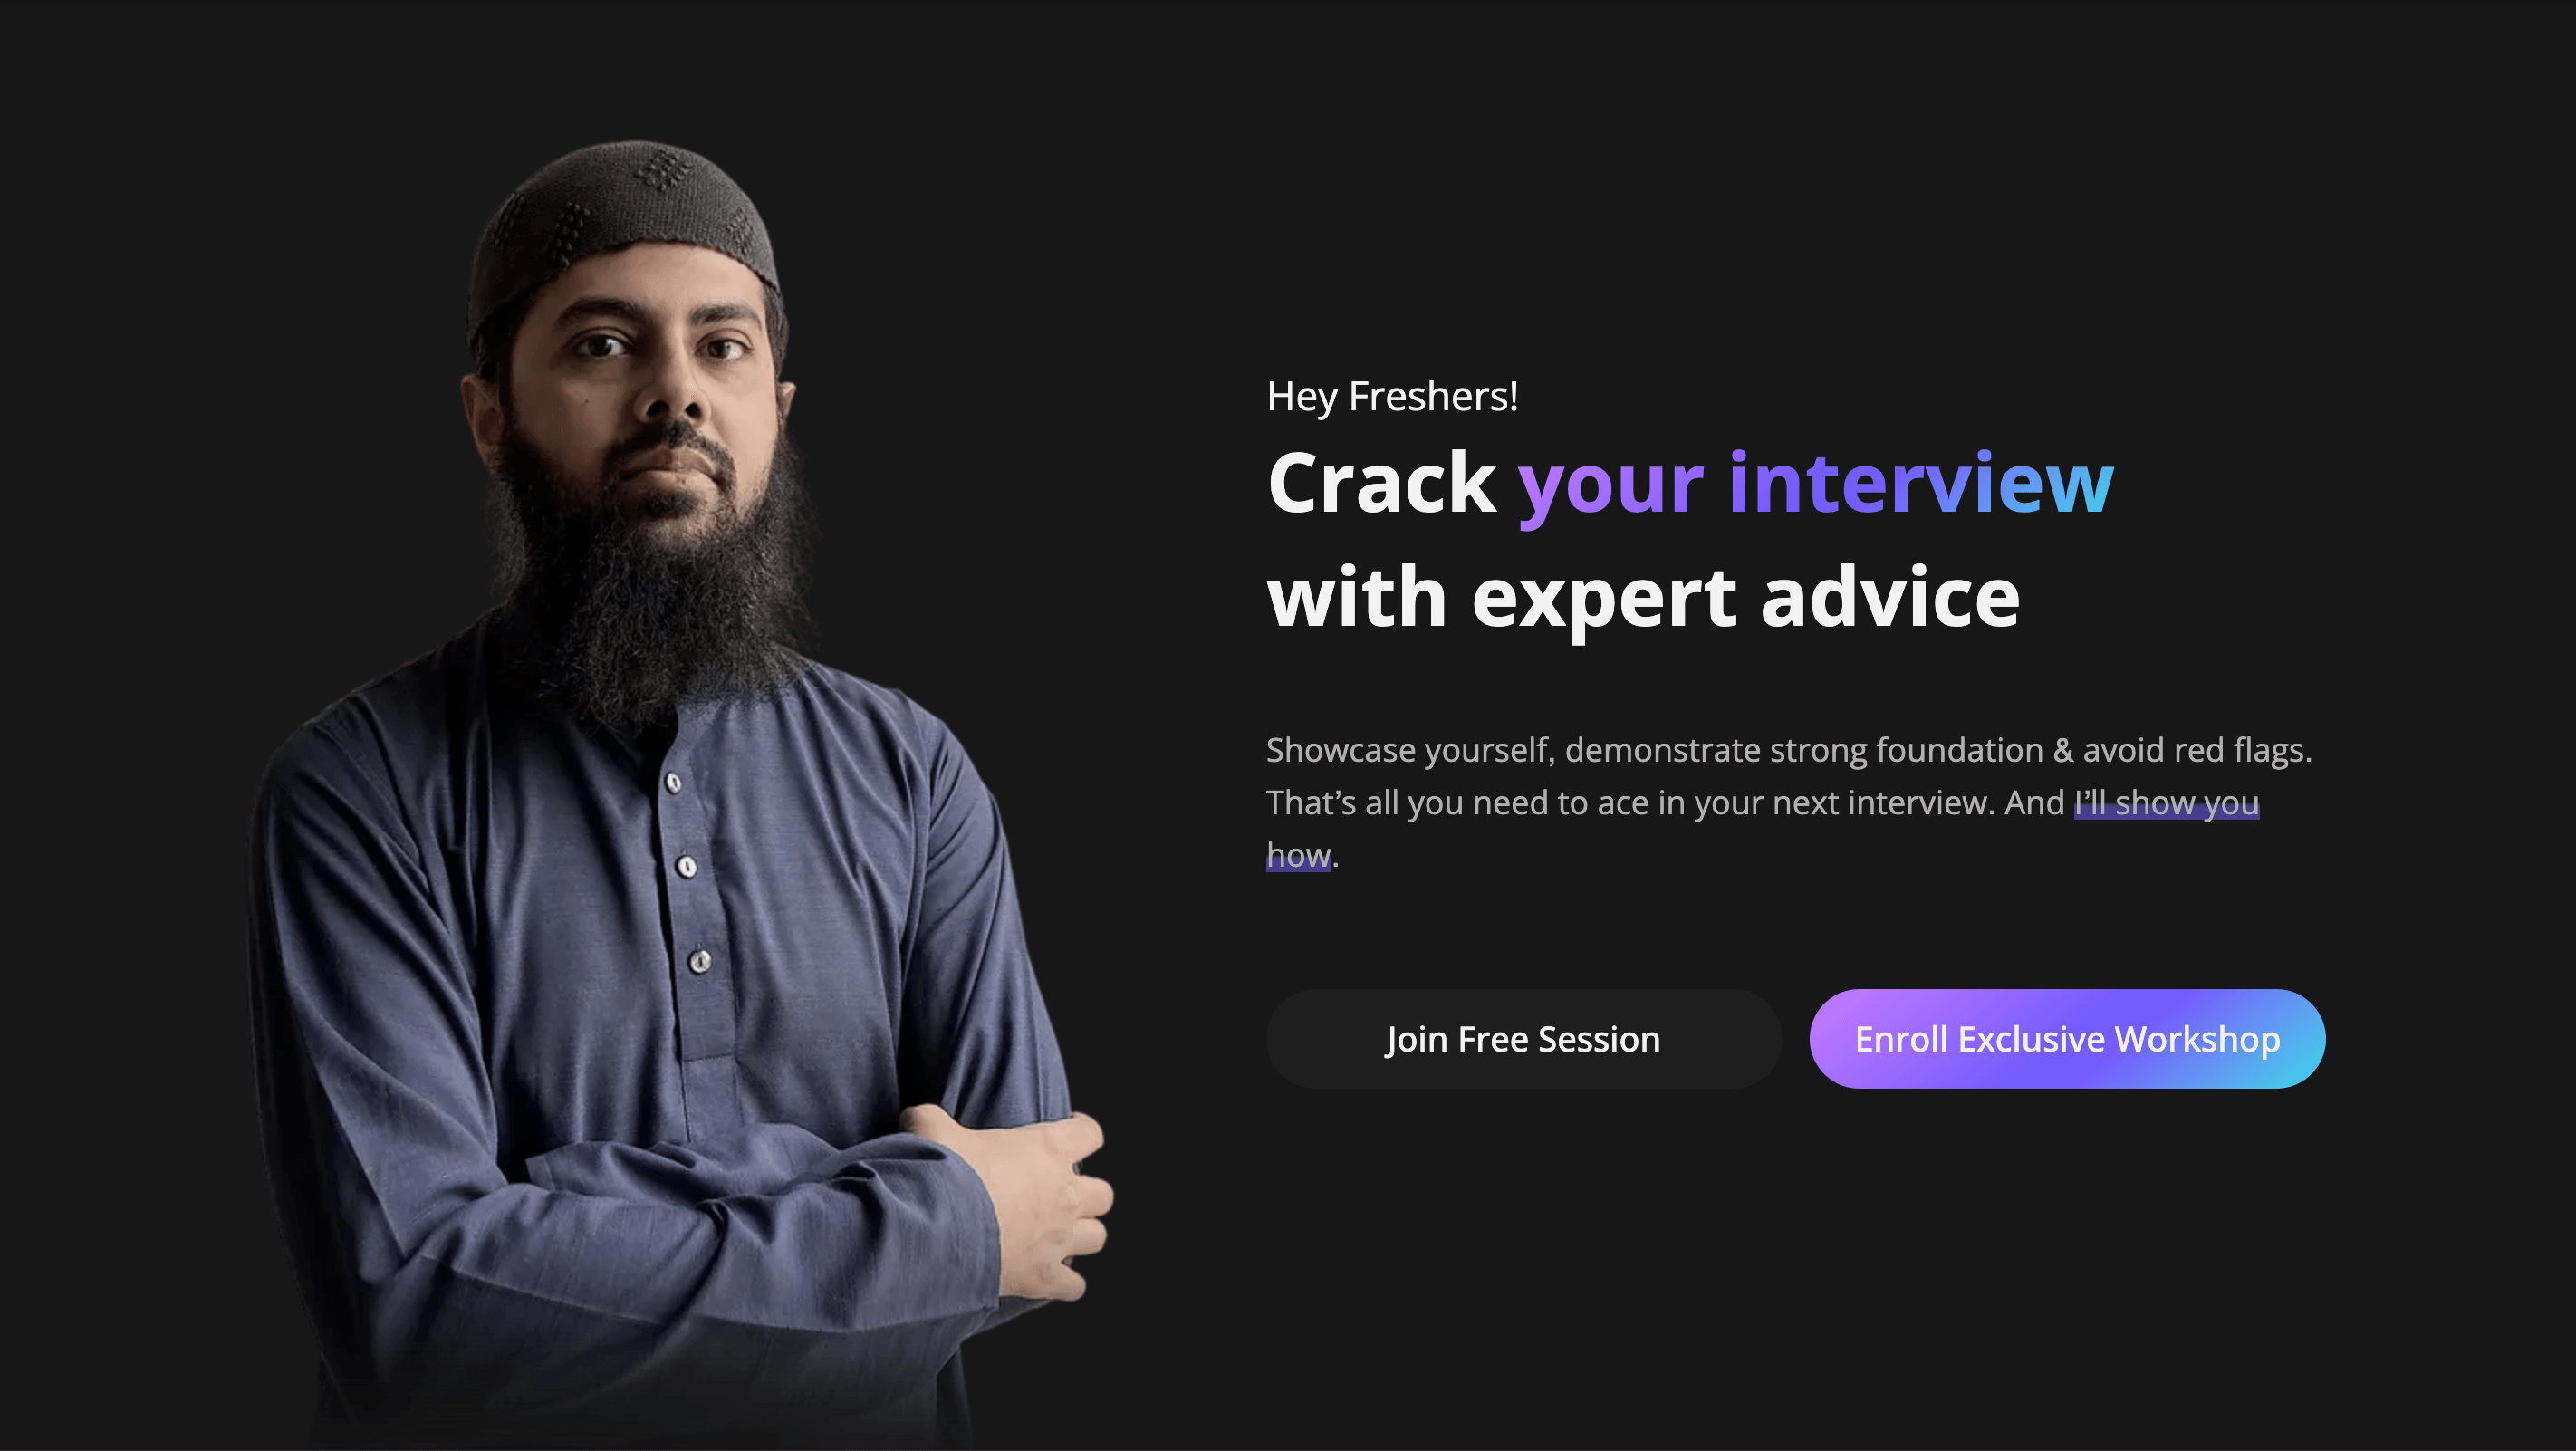 Hey Freshers!
Crack your interview
with expert advice
Showcase yourself, demonstrate strong foundation & avoid red flags.
That’s all you need to ace in your next interview. And I’ll show you
how.
Join Free Session
Enroll Exclusive Workshop